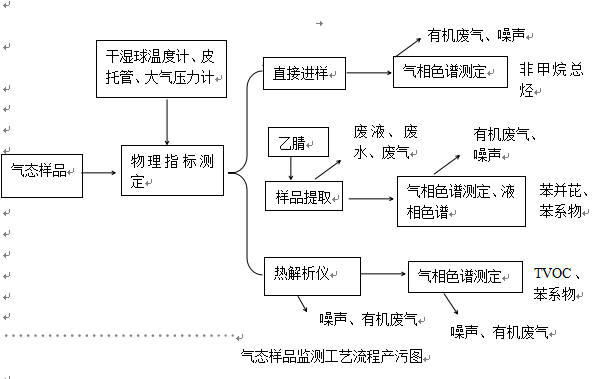 有机废气、噪声
干湿球温度计、皮
托管、大气压力计
直接进样
气相色谱测定
非甲烷总
烃
气态样品
物理指标测
定
乙腈
废液、废
水、废气
有机废气、
噪声
样品提取
气相色谱测定、液
相色谱
苯并芘、
苯系物
热解析仪
气相色谱测定
TVOC、
苯系物
噪声、有机废气
噪声、有机废气
气态样品监测工艺流程产污图